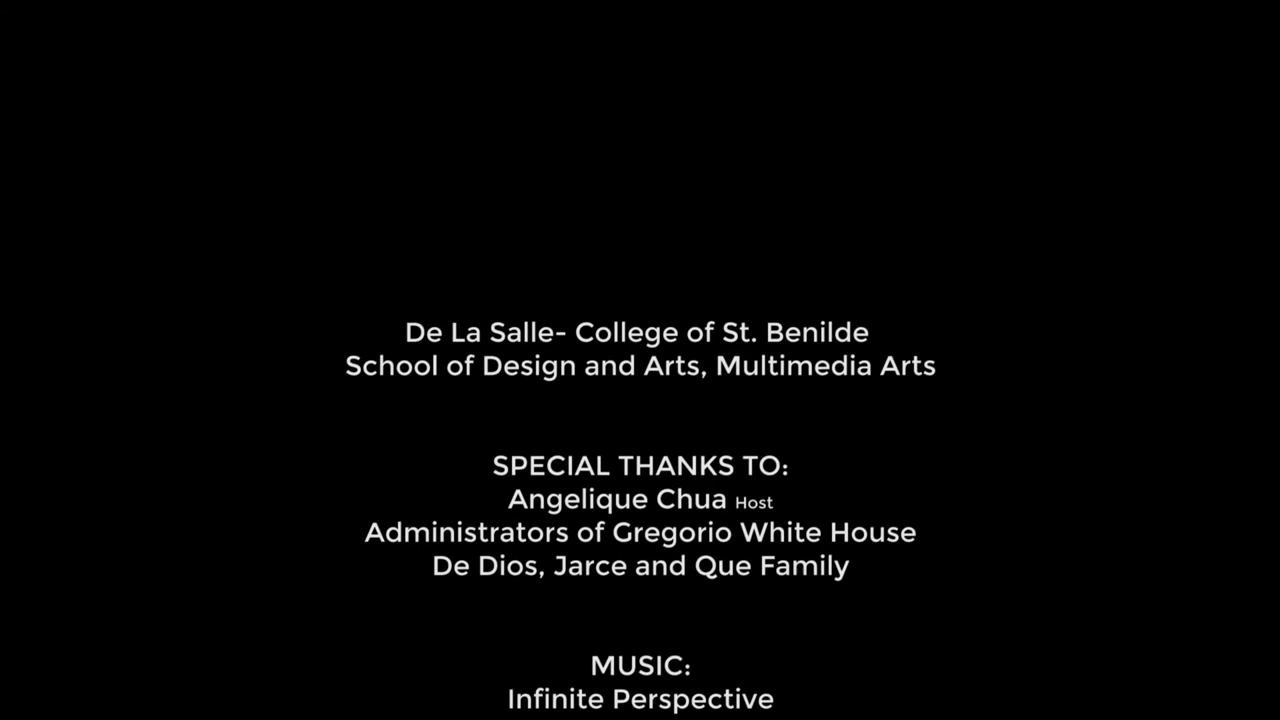 De La Salle- College of St. Benilde
School of Design and Arts, Multimedia Arts
SPECIAL THANKS TO:
Angelique Chua Host
Administrators of Gregorio White House
De Dios, Jarce and Que Family
MUSIC:
Infinite Perspective